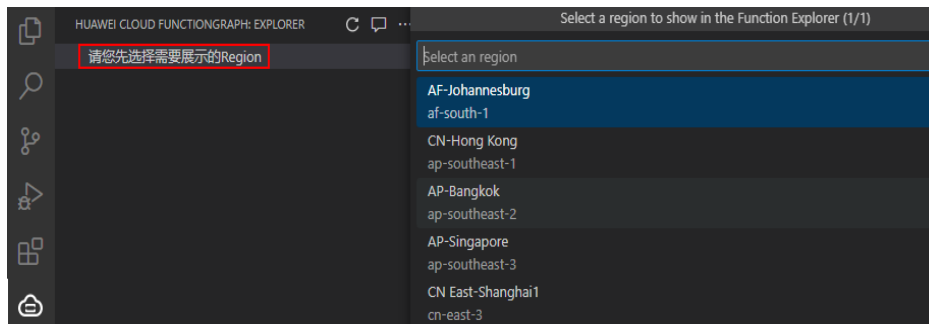 HUAWEI CLOUD FUNCTIONGRAPH: EXPLORER
请您先选择需要展示的Region
Select a region to show in the Function Explorer (1/1)
Select an region
AF-Johannesburg
af-south-1
CN-Hong Kong
ap-southeast-1
AP-Bangkok
ap-southeast-2
AP-Singapore
ap-southeast-3
CN East-Shanghai1
cn-east-3